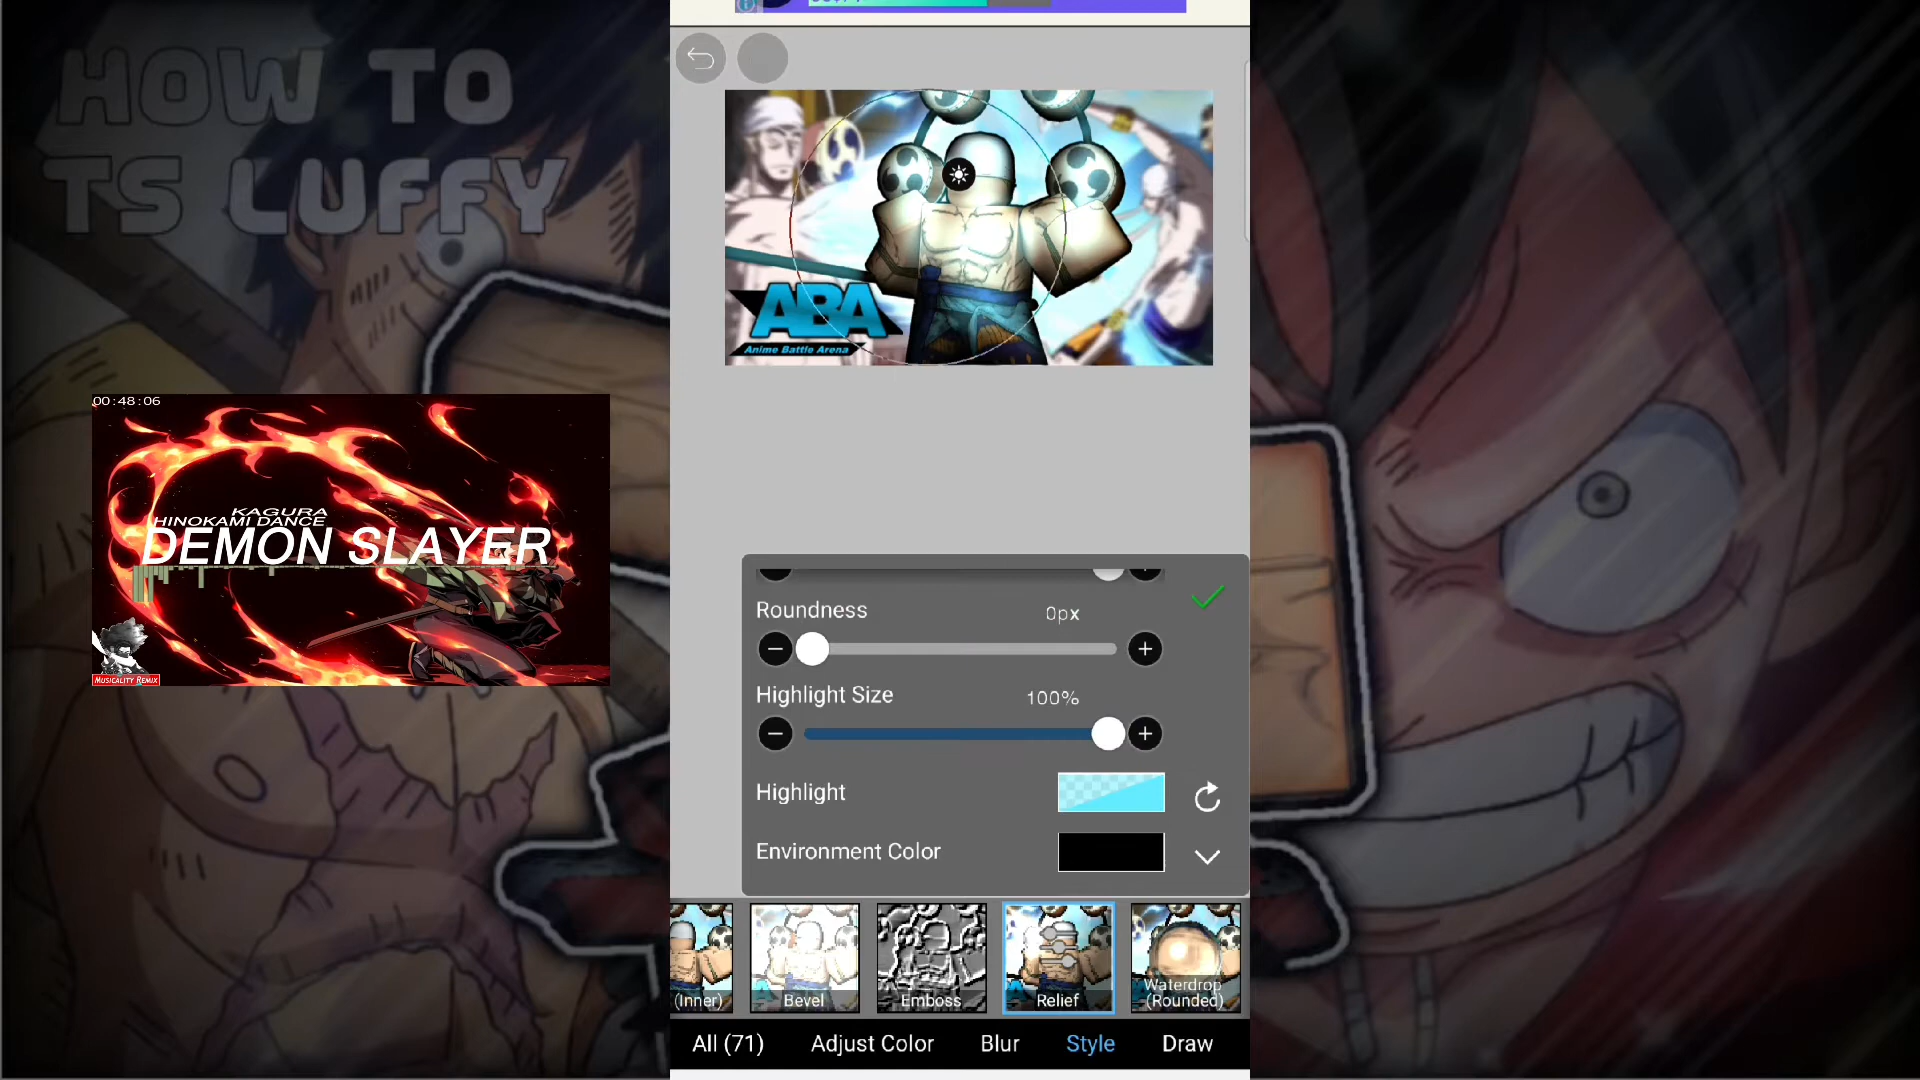 HOW TO
TS LUFFY
00:48:06
KAGURA
HINOKAMI DANCE
DEMON SLAYER
MUSICALITY REMIX
ABA
Anime Battle Arena
Roundness 0px
Highlight Size 100%
Highlight
Environment Color
(Inner) Bevel Emboss Relief Waterdrop
(Rounded)
All (71) Adjust Color Blur Style Draw